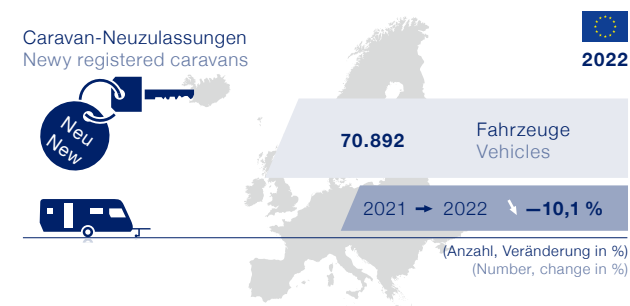 Caravan-Neuzulassungen
Newy registered caravans
2022
Neu
New
70.892
Fahrzeuge
Vehicles
2021 → 2022 ↘ –10,1 %
(Anzahl, Veränderung in %)
(Number, change in %)